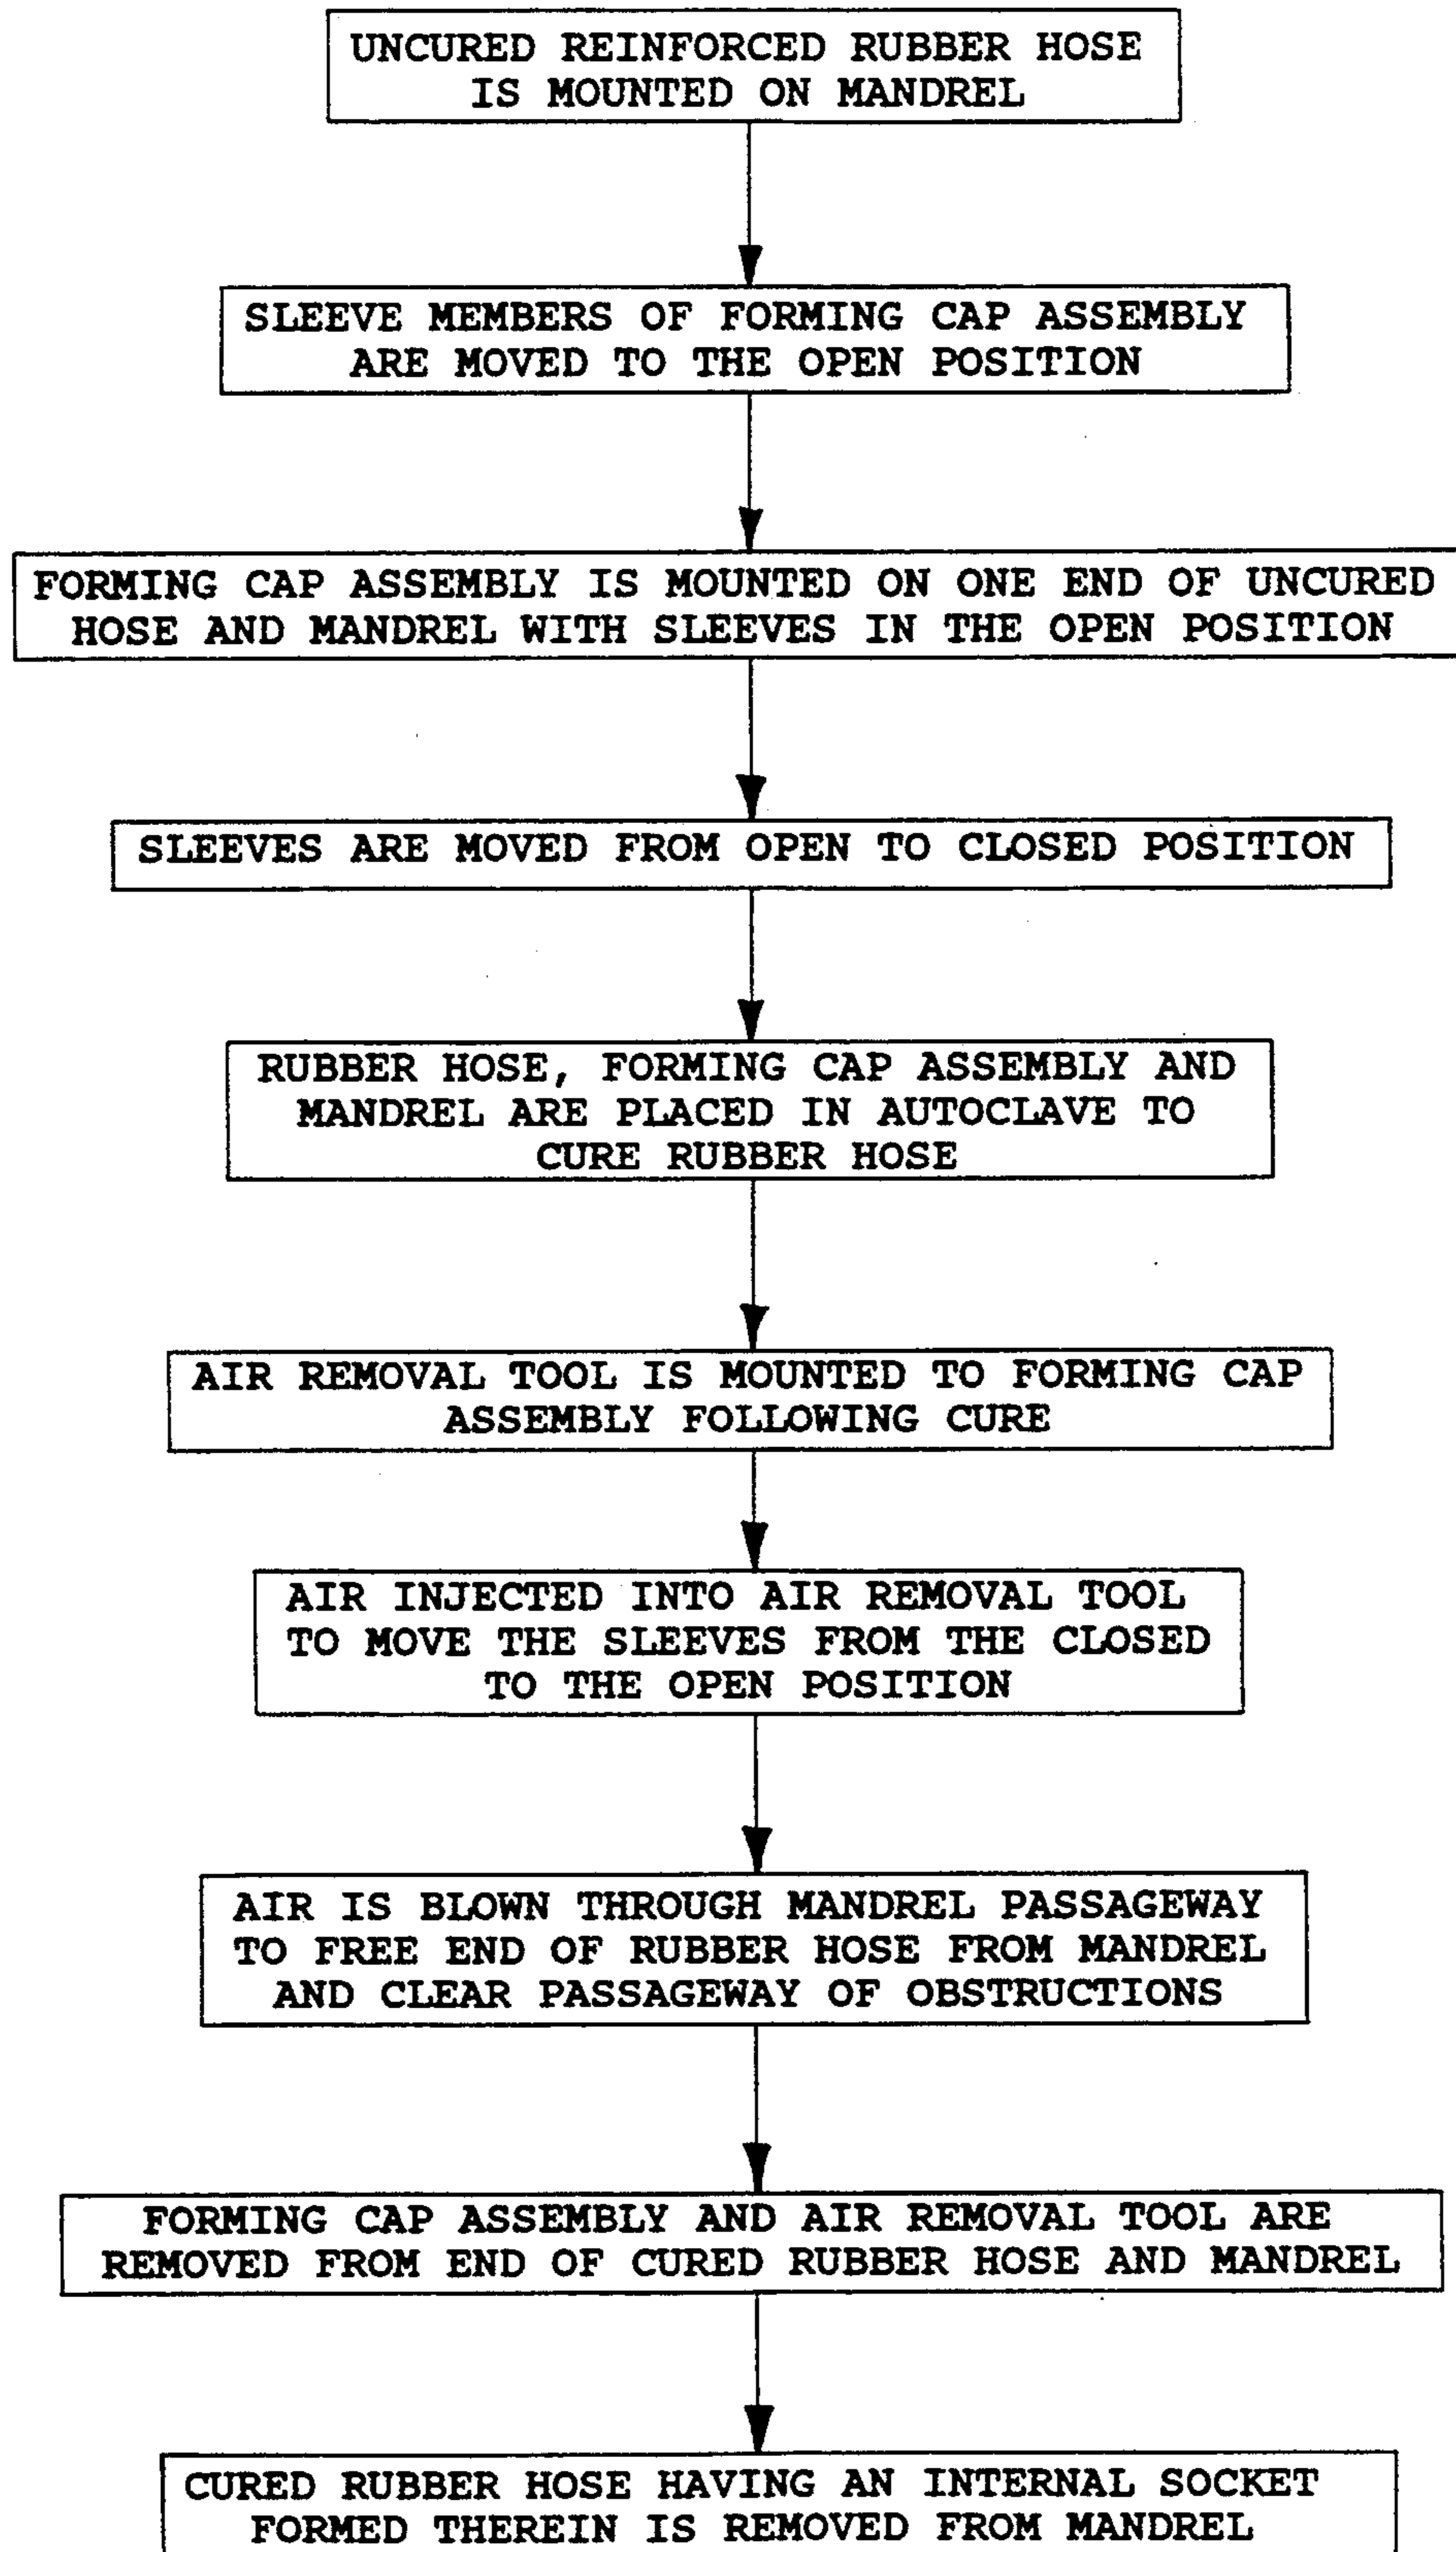 UNCURED REINFORCED RUBBER HOSE
IS MOUNTED ON MANDREL
SLEEVE MEMBERS OF FORMING CAP ASSEMBLY
ARE MOVED TO THE OPEN POSITION
FORMING CAP ASSEMBLY IS MOUNTED ON ONE END OF UNCURED
HOSE AND MANDREL WITH SLEEVES IN THE OPEN POSITION
SLEEVES ARE MOVED FROM OPEN TO CLOSED POSITION
RUBBER HOSE, FORMING CAP ASSEMBLY AND
MANDREL ARE PLACED IN AUTOCLAVE TO
CURE RUBBER HOSE
AIR REMOVAL TOOL IS MOUNTED TO FORMING CAP
ASSEMBLY FOLLOWING CURE
AIR INJECTED INTO AIR REMOVAL TOOL
TO MOVE THE SLEEVES FROM THE CLOSED
TO THE OPEN POSITION
AIR IS BLOWN THROUGH MANDREL PASSAGEWAY
TO FREE END OF RUBBER HOSE FROM MANDREL
AND CLEAR PASSAGEWAY OF OBSTRUCTIONS
FORMING CAP ASSEMBLY AND AIR REMOVAL TOOL ARE
REMOVED FROM END OF CURED RUBBER HOSE AND MANDREL
CURED RUBBER HOSE HAVING AN INTERNAL SOCKET
FORMED THEREIN IS REMOVED FROM MANDREL